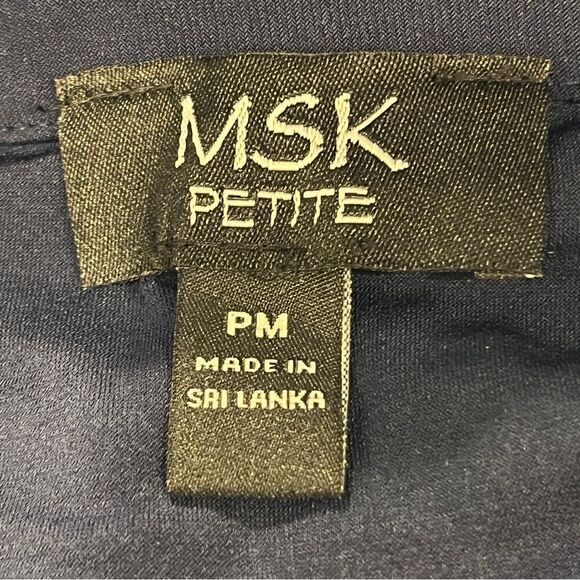 MSK
PETITE
PM
MADE IN
SRI LANKA